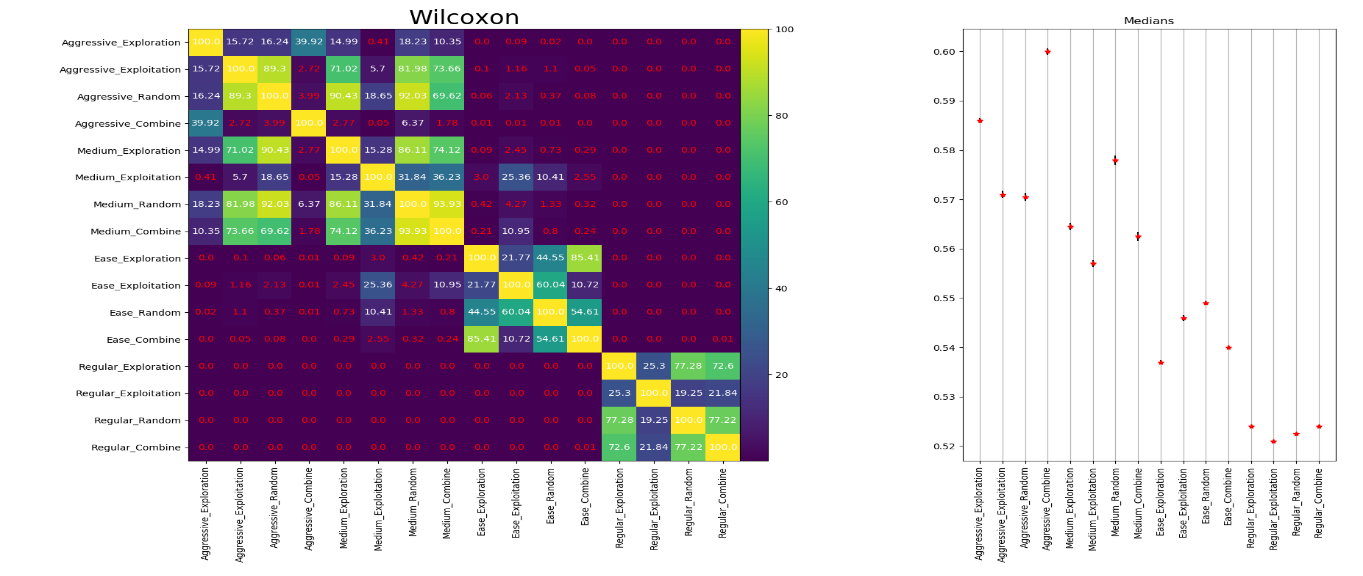 Wilcoxon
Aggressive_Exploration 100.0 15.72 16.24 39.92 14.99 0.41 18.23 10.35 0.0 0.09 0.02 0.0 0.0 0.0 0.0 0.0
Aggressive_Exploitation 15.72 100.0 89.3 2.72 71.02 5.7 81.98 73.66 0.1 1.16 1.1 0.05 0.0 0.0 0.0 0.0
Aggressive_Random 16.24 89.3 100.0 3.99 90.43 18.65 92.03 69.62 0.06 2.13 0.37 0.08 0.0 0.0 0.0 0.0
Aggressive_Combine 39.92 2.72 3.99 100.0 2.77 0.05 6.37 1.78 0.01 0.01 0.01 0.0 0.0 0.0 0.0 0.0
Medium_Exploration 14.99 71.02 90.43 2.77 100.0 15.28 86.11 74.12 0.09 2.45 0.73 0.29 0.0 0.0 0.0 0.0
Medium_Exploitation 0.41 5.7 18.65 0.05 15.28 100.0 31.84 36.23 3.0 25.36 10.41 2.55 0.0 0.0 0.0 0.0
Medium_Random 18.23 81.98 92.03 6.37 86.11 31.84 100.0 93.93 0.42 4.27 1.33 0.32 0.0 0.0 0.0 0.0
Medium_Combine 10.35 73.66 69.62 1.78 74.12 36.23 93.93 100.0 0.21 10.95 0.8 0.24 0.0 0.0 0.0 0.0
Ease_Exploration 0.0 0.1 0.06 0.01 0.09 3.0 0.42 0.21 100.0 21.77 44.55 85.41 0.0 0.0 0.0 0.0
Ease_Exploitation 0.09 1.16 2.13 0.01 2.45 25.36 4.27 10.95 21.77 100.0 60.04 10.72 0.0 0.0 0.0 0.0
Ease_Random 0.02 1.1 0.37 0.01 0.73 10.41 1.33 0.8 44.55 60.04 100.0 54.61 0.0 0.0 0.0 0.0
Ease_Combine 0.0 0.05 0.08 0.0 0.29 2.55 0.32 0.24 85.41 10.72 54.61 100.0 0.0 0.0 0.0 0.01
Regular_Exploration 0.0 0.0 0.0 0.0 0.0 0.0 0.0 0.0 0.0 0.0 0.0 0.0 100.0 25.3 77.28 72.6
Regular_Exploitation 0.0 0.0 0.0 0.0 0.0 0.0 0.0 0.0 0.0 0.0 0.0 0.0 25.3 100.0 19.25 21.84
Regular_Random 0.0 0.0 0.0 0.0 0.0 0.0 0.0 0.0 0.0 0.0 0.0 0.0 77.28 19.25 100.0 77.22
Regular_Combine 0.0 0.0 0.0 0.0 0.0 0.0 0.0 0.0 0.0 0.0 0.0 0.01 72.6 21.84 77.22 100.0
Aggressive_Exploration
Aggressive_Exploitation
Aggressive_Random
Aggressive_Combine
Medium_Exploration
Medium_Exploitation
Medium_Random
Medium_Combine
Ease_Exploration
Ease_Exploitation
Ease_Random
Ease_Combine
Regular_Exploration
Regular_Exploitation
Regular_Random
Regular_Combine
100
80
60
40
20
Medians
0.60
0.59
0.58
0.57
0.56
0.55
0.54
0.53
0.52
Aggressive_Exploration
Aggressive_Exploitation
Aggressive_Random
Aggressive_Combine
Medium_Exploration
Medium_Exploitation
Medium_Random
Medium_Combine
Ease_Exploration
Ease_Exploitation
Ease_Random
Ease_Combine
Regular_Exploration
Regular_Exploitation
Regular_Random
Regular_Combine